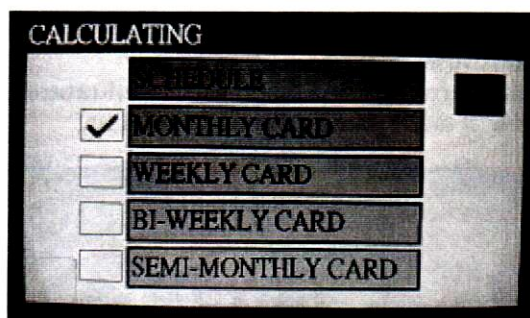 CALCULATING
SCHEDULE
MONTHLY CARD
WEEKLY CARD
BI-WEEKLY CARD
SEMI-MONTHLY CARD